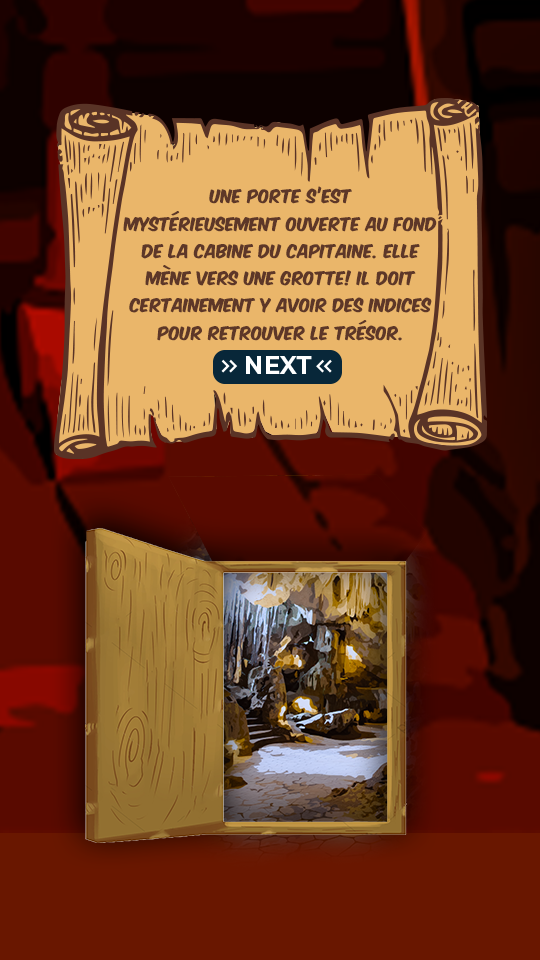 UNE PORTE S'EST
MYSTÉRIEUSEMENT OUVERTE AU FOND
DE LA CABINE DU CAPITAINE. ELLE
MÈNE VERS UNE GROTTE! IL DOIT
CERTAINEMENT Y AVOIR DES INDICES
POUR RETROUVER LE TRÉSOR.
>> NEXT <<